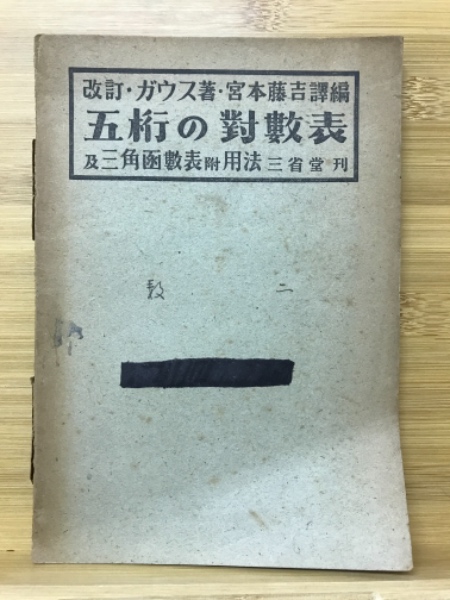 改訂・ガウス著・宮本藤吉譯編
五桁の對數表
及三角函數表附用法三省堂刊
二